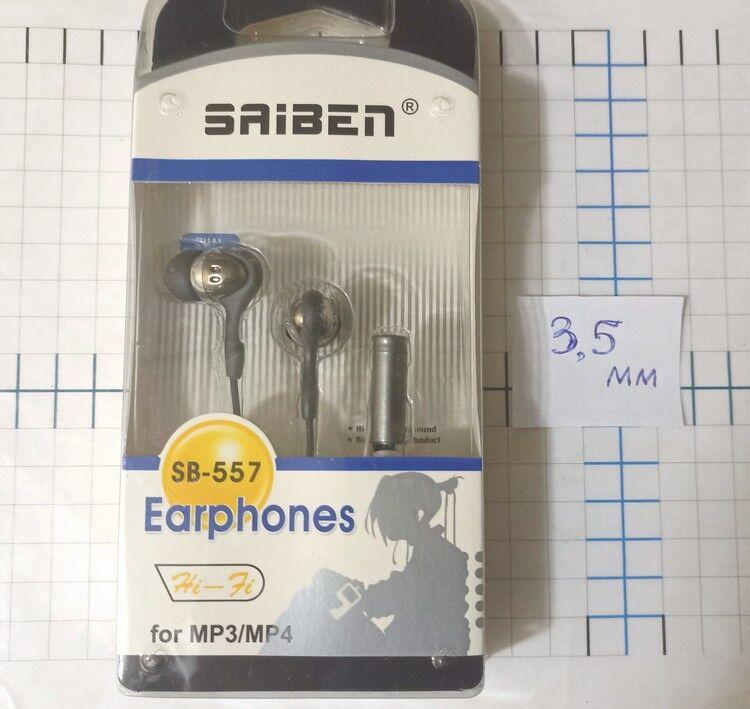 SAiBEN®
3,5
мм
SB-557
Earphones
Hi-Fi
for MP3/MP4